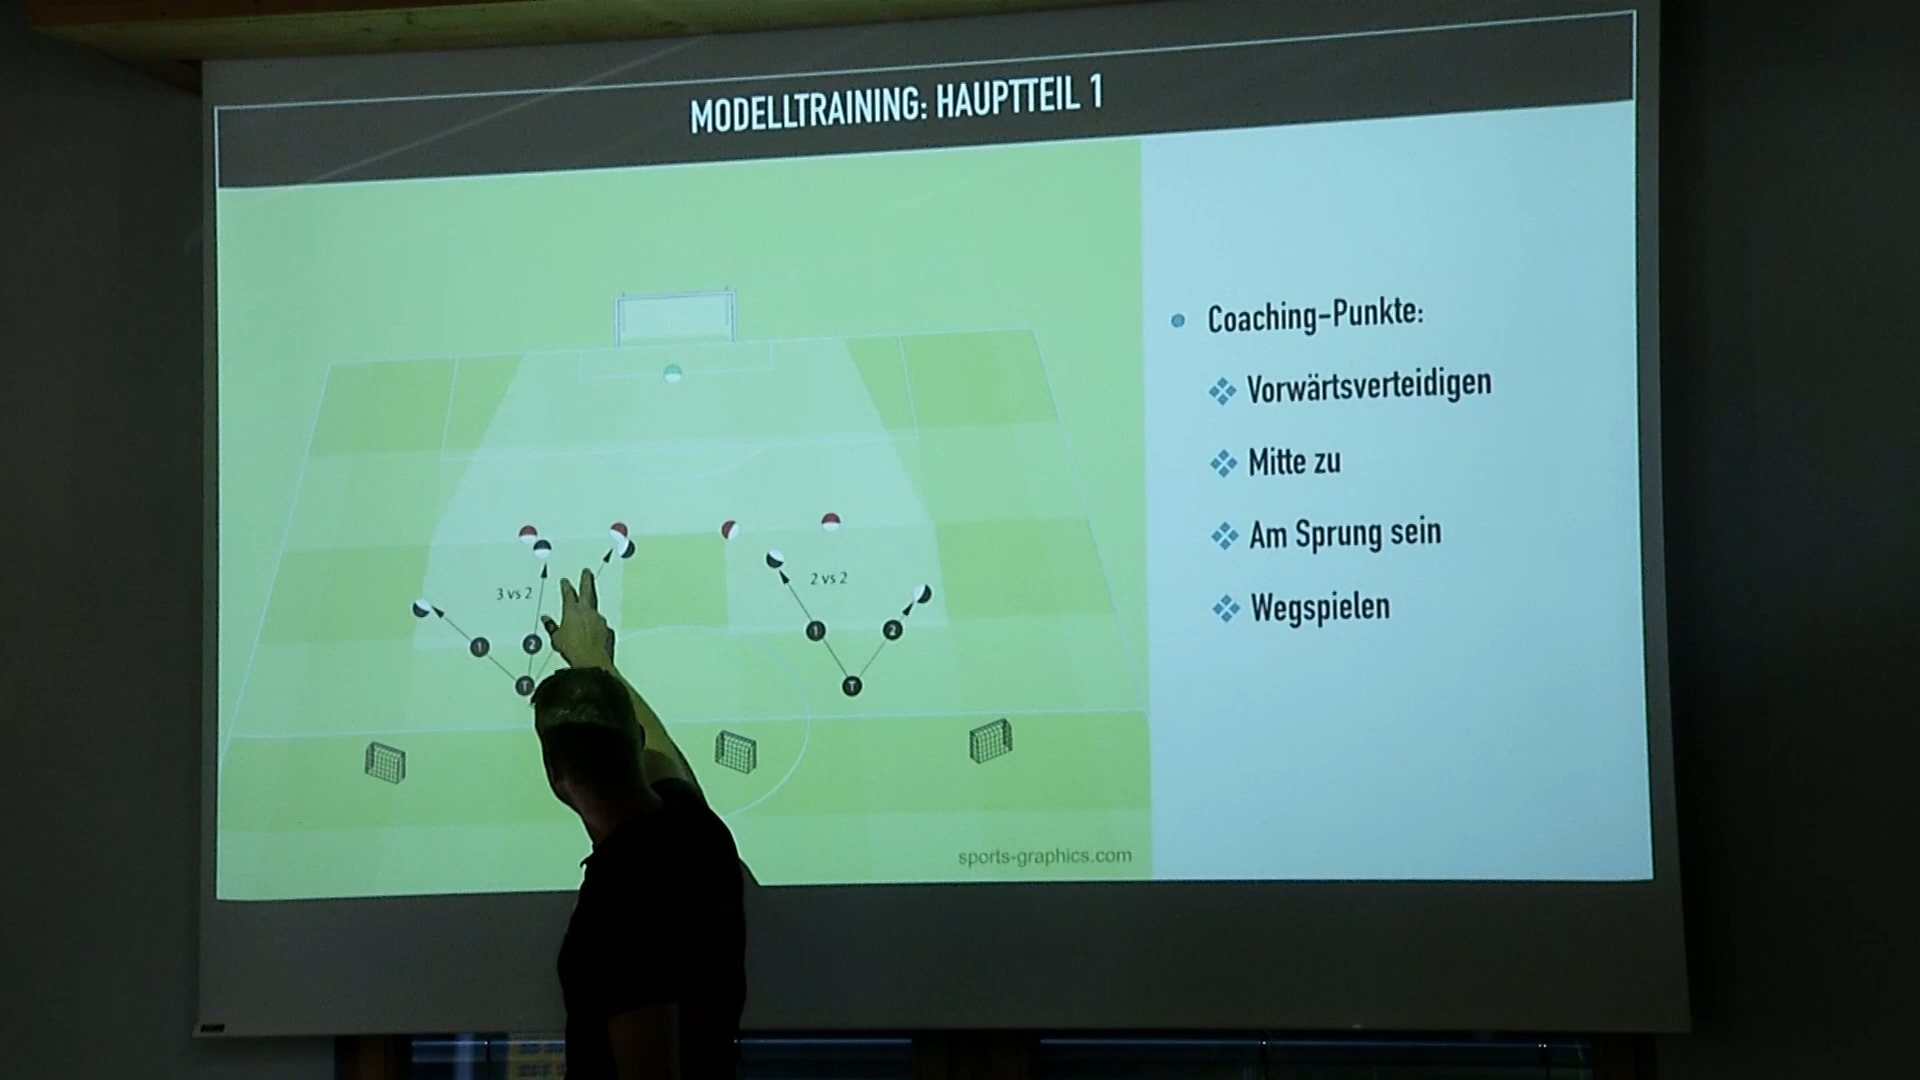 MODELLTRAINING: HAUPTTEIL 1
Coaching-Punkte:
Vorwärtsverteidigen
Mitte zu
Am Sprung sein
Wegspielen
3 vs 2
2 vs 2
1
2
1
2
T
T
sports-graphics.com